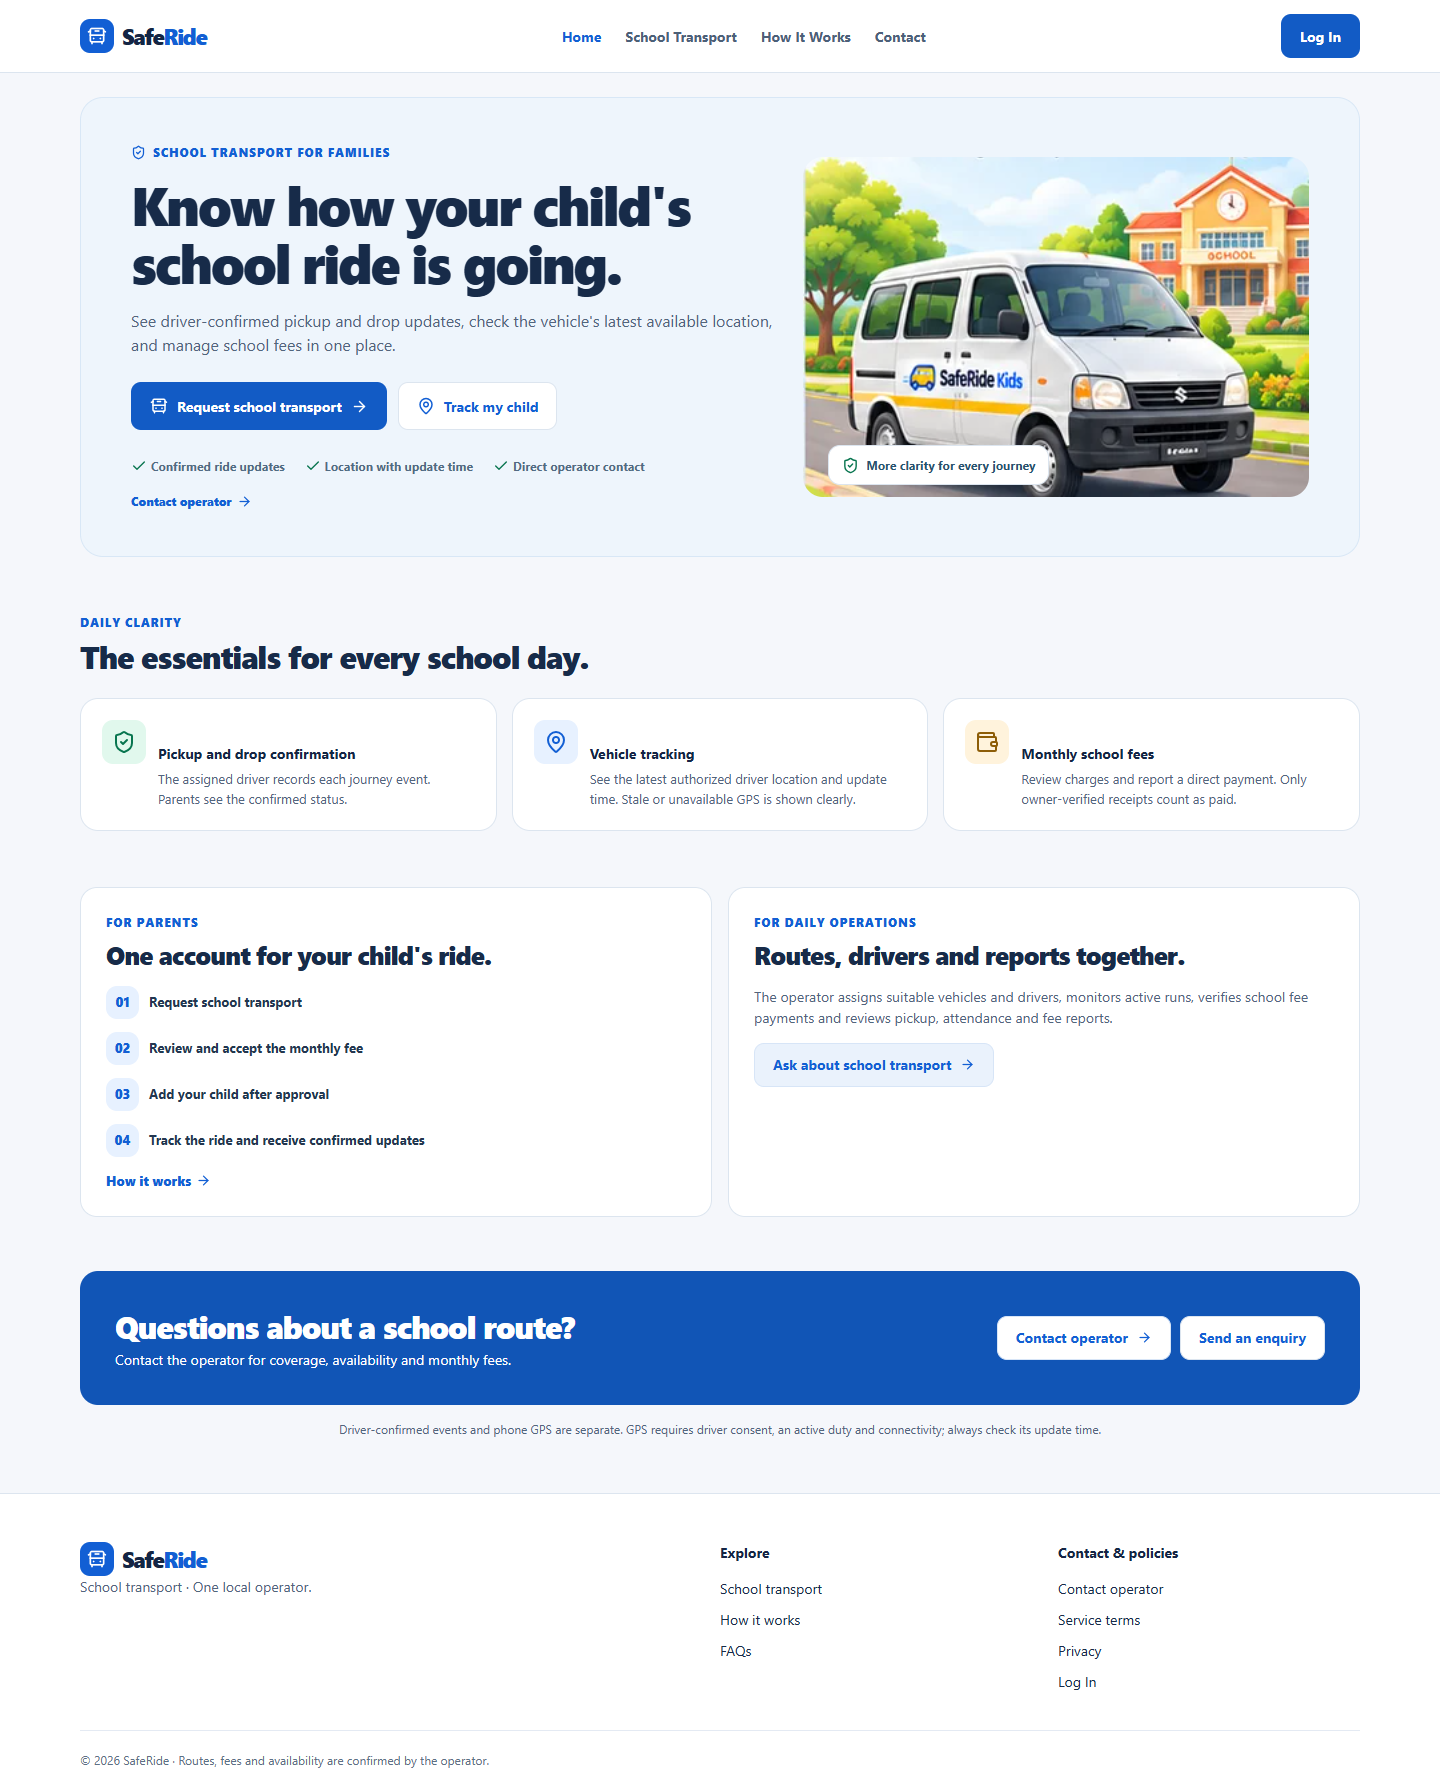 SafeRide
Home
School Transport
How It Works
Contact
Log In
SCHOOL TRANSPORT FOR FAMILIES
Know how your child's
school ride is going.
See driver-confirmed pickup and drop updates, check the vehicle's latest available location,
and manage school fees in one place.
Request school transport
Track my child
Confirmed ride updates
Location with update time
Direct operator contact
Contact operator
SCHOOL
SafeRide Kids
More clarity for every journey
DAILY CLARITY
The essentials for every school day.
Pickup and drop confirmation
The assigned driver records each journey event.
Parents see the confirmed status.
Vehicle tracking
See the latest authorized driver location and update
time. Stale or unavailable GPS is shown clearly.
Monthly school fees
Review charges and report a direct payment. Only
owner-verified receipts count as paid.
FOR PARENTS
One account for your child's ride.
01 Request school transport
02 Review and accept the monthly fee
03 Add your child after approval
04 Track the ride and receive confirmed updates
How it works
FOR DAILY OPERATIONS
Routes, drivers and reports together.
The operator assigns suitable vehicles and drivers, monitors active runs, verifies school fee
payments and reviews pickup, attendance and fee reports.
Ask about school transport
Questions about a school route?
Contact the operator for coverage, availability and monthly fees.
Contact operator
Send an enquiry
Driver-confirmed events and phone GPS are separate. GPS requires driver consent, an active duty and connectivity; always check its update time.
SafeRide
School transport · One local operator.
Explore
School transport
How it works
FAQs
Contact & policies
Contact operator
Service terms
Privacy
Log In
© 2026 SafeRide · Routes, fees and availability are confirmed by the operator.